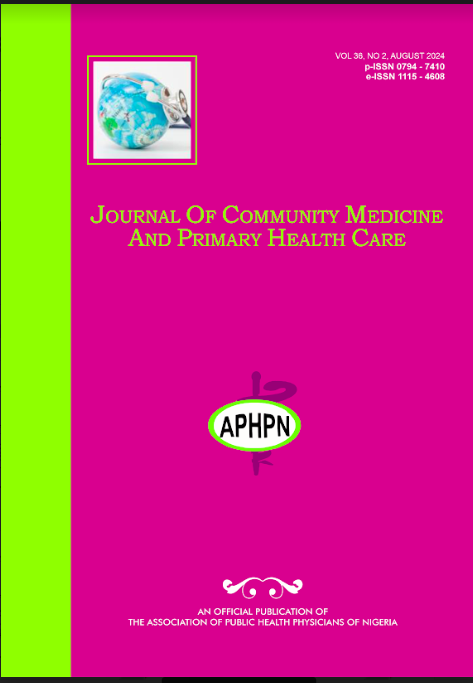 VOL 36, NO 2, AUGUST 2024
p-ISSN 0794 - 7410
e-ISSN 1115 - 4608
JOURNAL OF COMMUNITY MEDICINE
AND PRIMARY HEALTH CARE
APHPN
AN OFFICIAL PUBLICATION OF
THE ASSOCIATION OF PUBLIC HEALTH PHYSICIANS OF NIGERIA